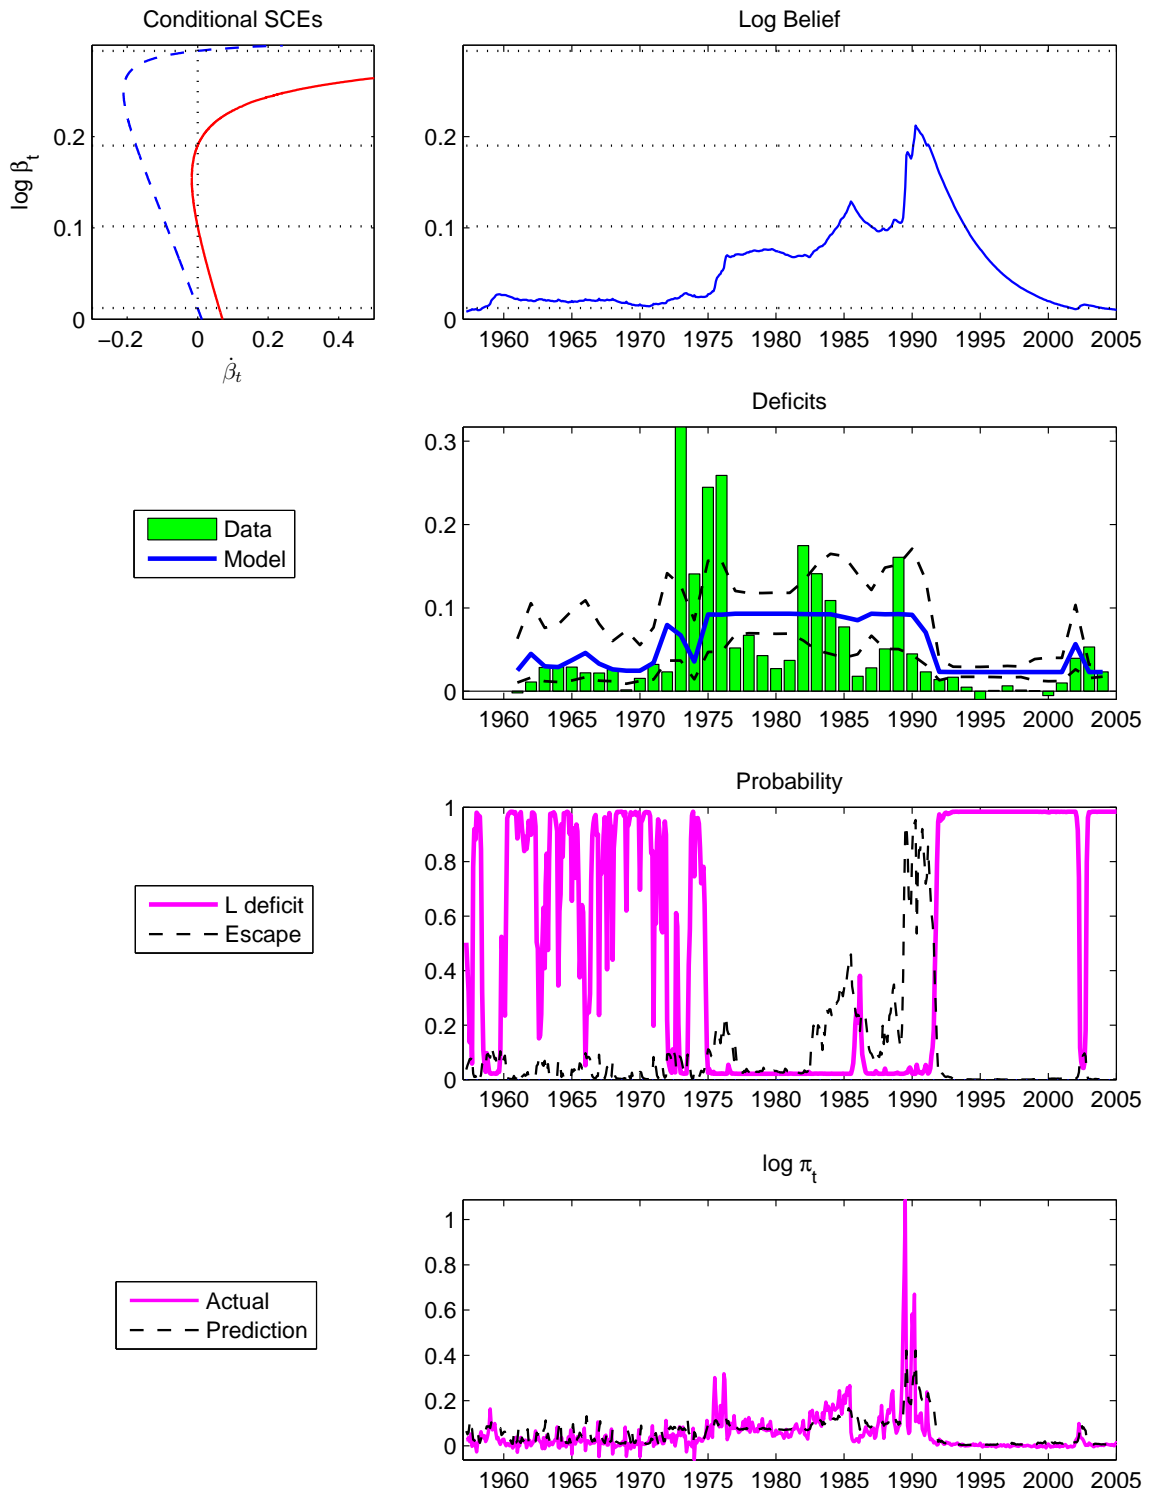 Conditional SCEs
Log Belief
log β_t
0.2
0.1
0
−0.2 0 0.2 0.4
β̇_t
0.2
0.1
0
1960 1965 1970 1975 1980 1985 1990 1995 2000 2005
Deficits
Data
Model
0.3
0.2
0.1
0
1960 1965 1970 1975 1980 1985 1990 1995 2000 2004
Probability
L deficit
Escape
1
0.8
0.6
0.4
0.2
0
1960 1965 1970 1975 1980 1985 1990 1995 2000 2005
log π_t
Actual
Prediction
1
0.8
0.6
0.4
0.2
0
1960 1965 1970 1975 1980 1985 1990 1995 2000 2005